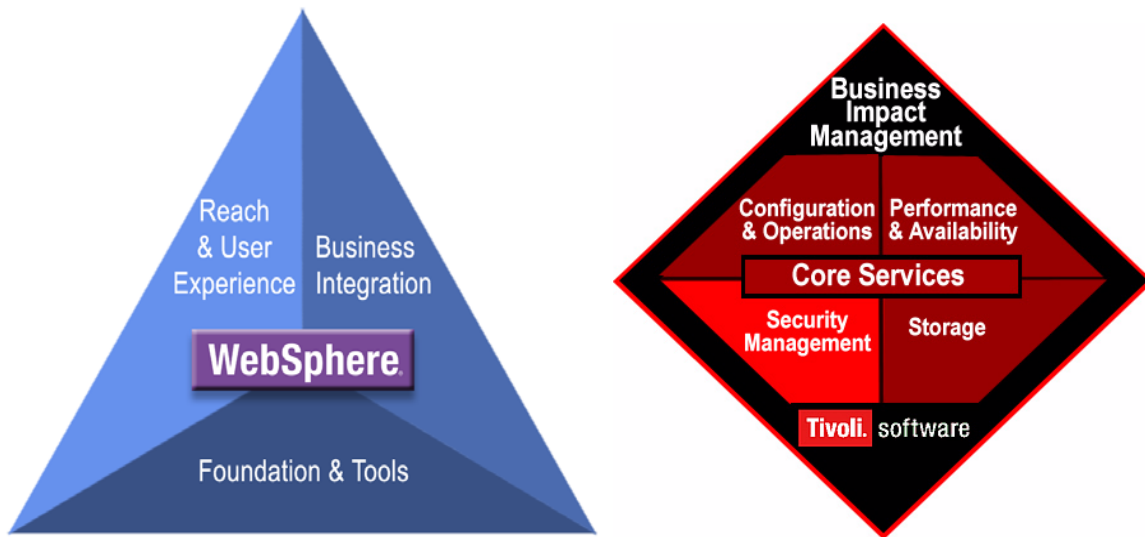 Reach
& User
Experience
Business
Integration
WebSphere.
Foundation & Tools
Business
Impact
Management
Configuration
& Operations
Performance
& Availability
Core Services
Security
Management
Storage
Tivoli. software